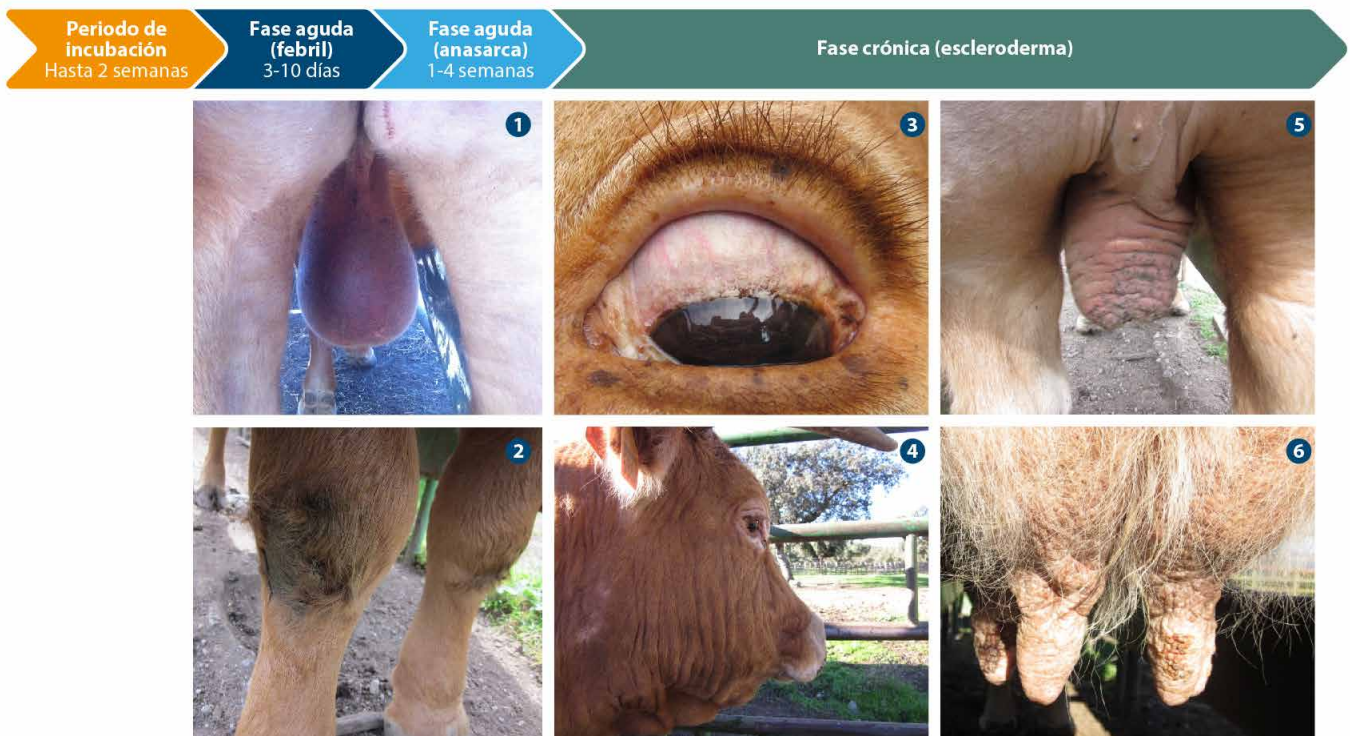 Periodo de
incubación
Hasta 2 semanas
Fase aguda
(febril)
3-10 días
Fase aguda
(anasarca)
1-4 semanas
Fase crónica (escleroderma)
1
3
5
2
4
6